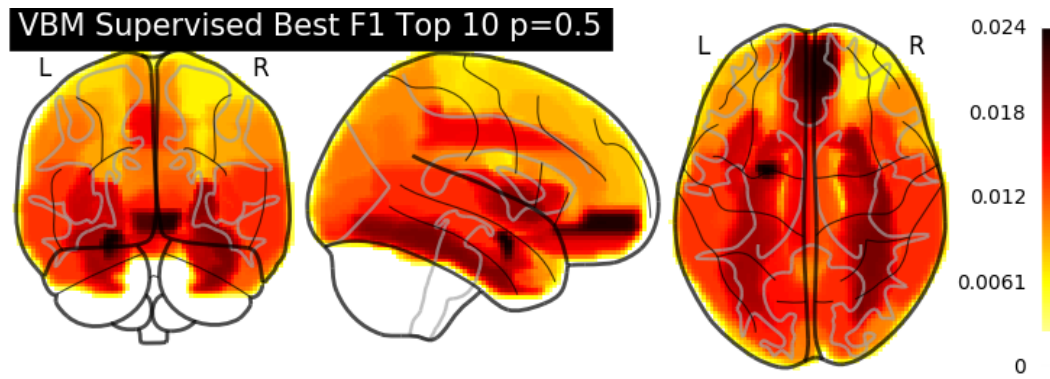 VBM Supervised Best F1 Top 10 p=0.5
L
R
L
R
0.024
0.018
0.012
0.0061
0